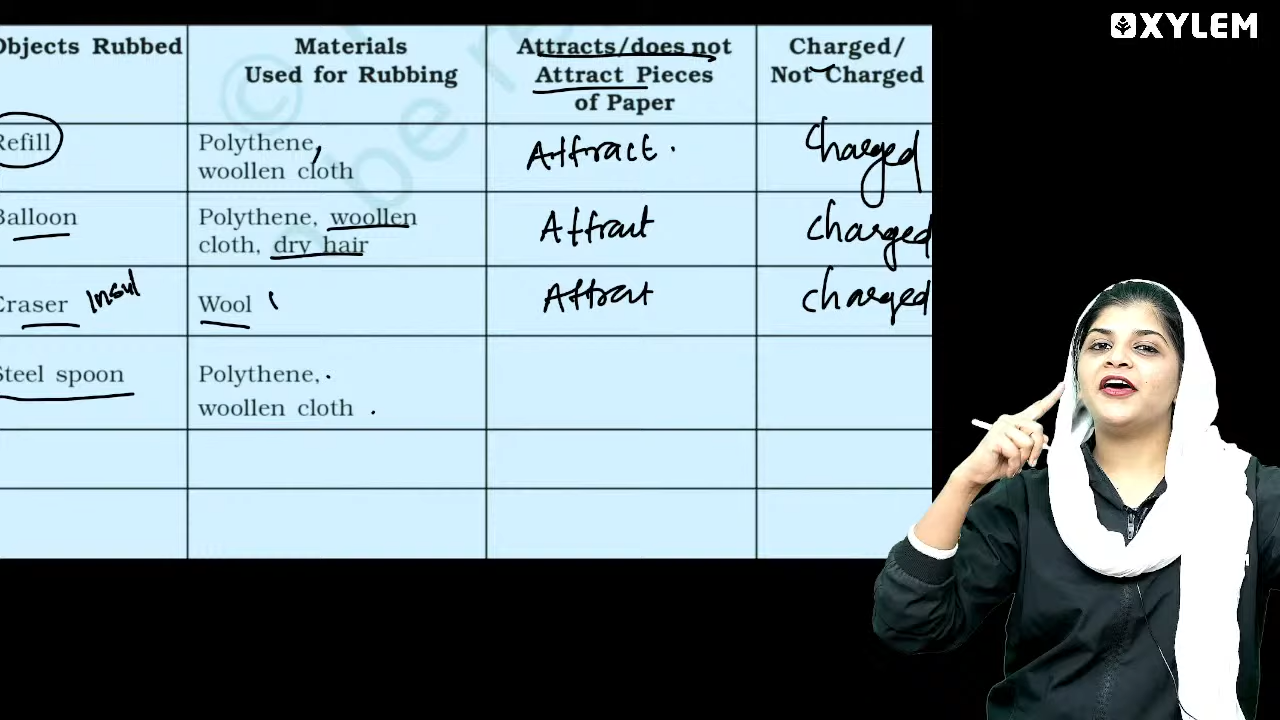 XYLEM
Objects Rubbed
Materials
Used for Rubbing
Attracts/does not
Attract Pieces
of Paper
Charged/
Not Charged
Refill
Polythene,
woollen cloth
Attract
Charged
Balloon
Polythene, woollen
cloth, dry hair
Attract
charged
Eraser
Insul
Wool
Attract
charged
Steel spoon
Polythene,
woollen cloth